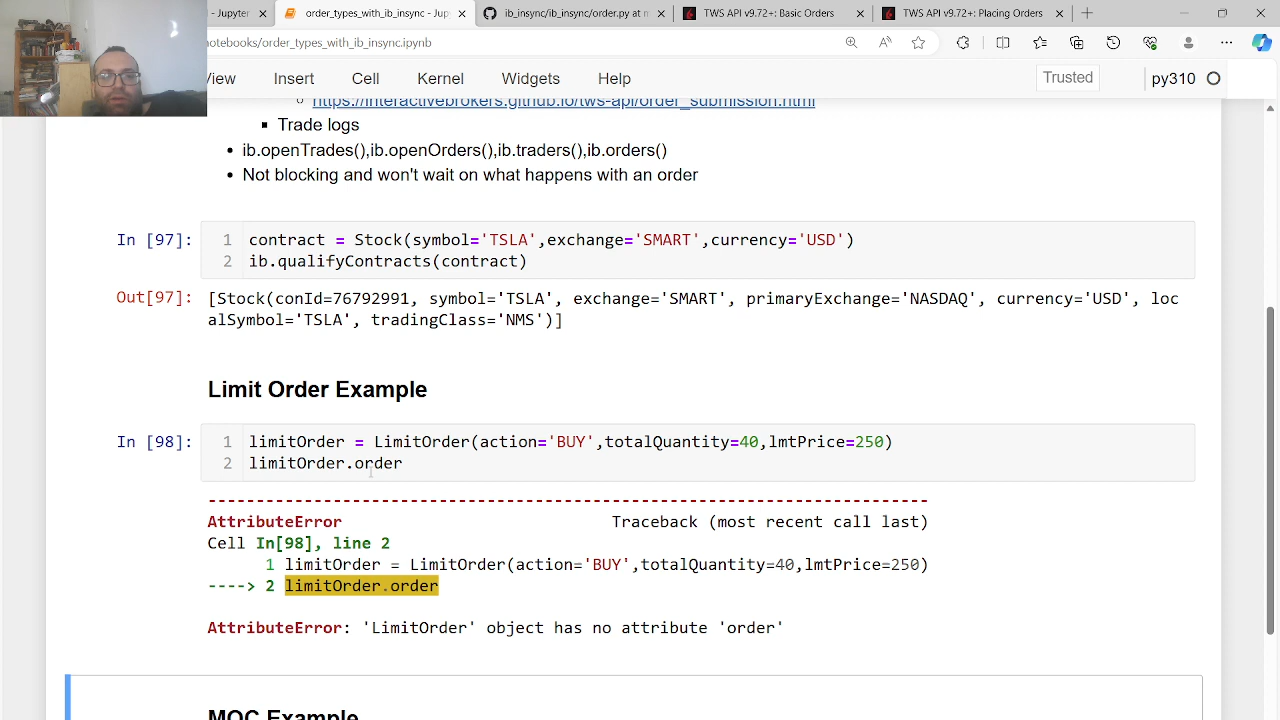 - Jupyter
order_types_with_ib_insync - Jup
ib_insync/ib_insync/order.py at m
TWS API v9.72+: Basic Orders
TWS API v9.72+: Hedging Orders
notebooks/order_types_with_ib_insync.ipynb
View Insert Cell Kernel Widgets Help
Trusted
py310
https://interactivebrokers.github.io/tws-api/order_submission.html
Trade logs
ib.openTrades(),ib.openOrders(),ib.traders(),ib.orders()
Not blocking and won't wait on what happens with an order
In [97]: 1 contract = Stock(symbol='TSLA',exchange='SMART',currency='USD')
2 ib.qualifyContracts(contract)
Out[97]: [Stock(conId=76792991, symbol='TSLA', exchange='SMART', primaryExchange='NASDAQ', currency='USD', loc
alSymbol='TSLA', tradingClass='NMS')]
Limit Order Example
In [98]: 1 limitOrder = LimitOrder(action='BUY',totalQuantity=40,lmtPrice=250)
2 limitOrder.order
---------------------------------------------------------------------------
AttributeError Traceback (most recent call last)
Cell In[98], line 2
1 limitOrder = LimitOrder(action='BUY',totalQuantity=40,lmtPrice=250)
----> 2 limitOrder.order
AttributeError: 'LimitOrder' object has no attribute 'order'
MOC Example